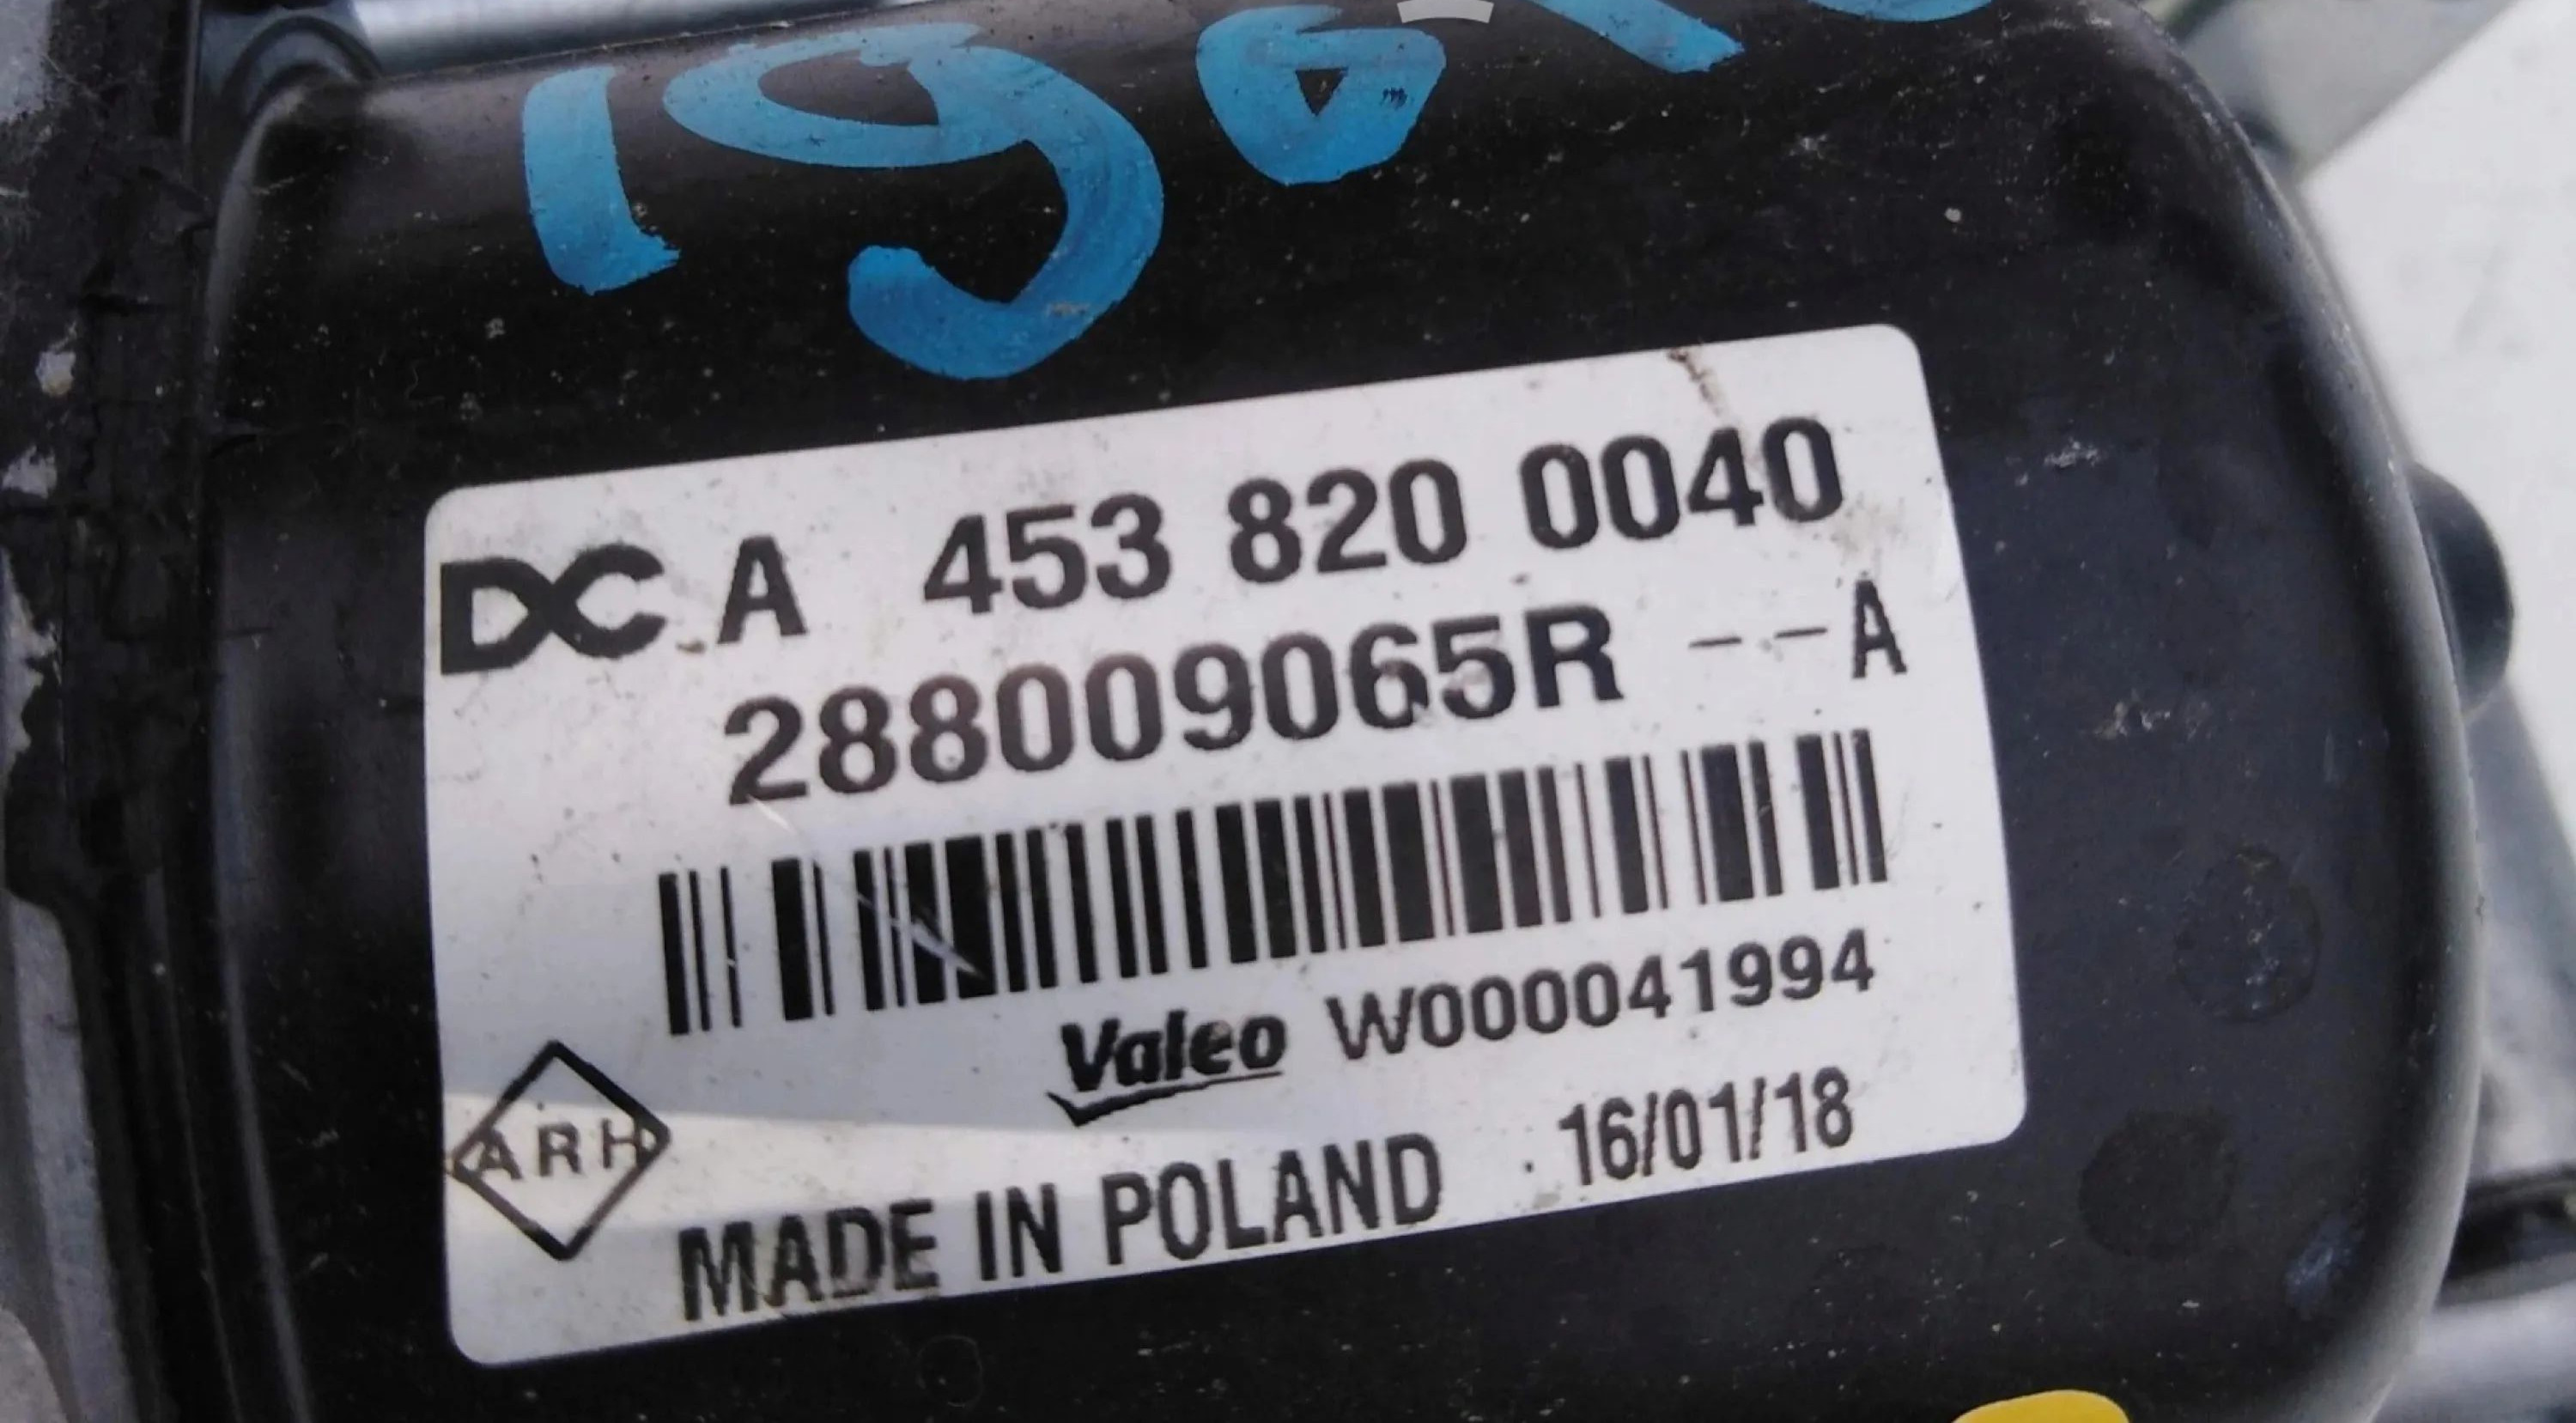 DC A 453 820 0040
288009065R --A
Valeo W000041994
ARH
MADE IN POLAND 16/01/18